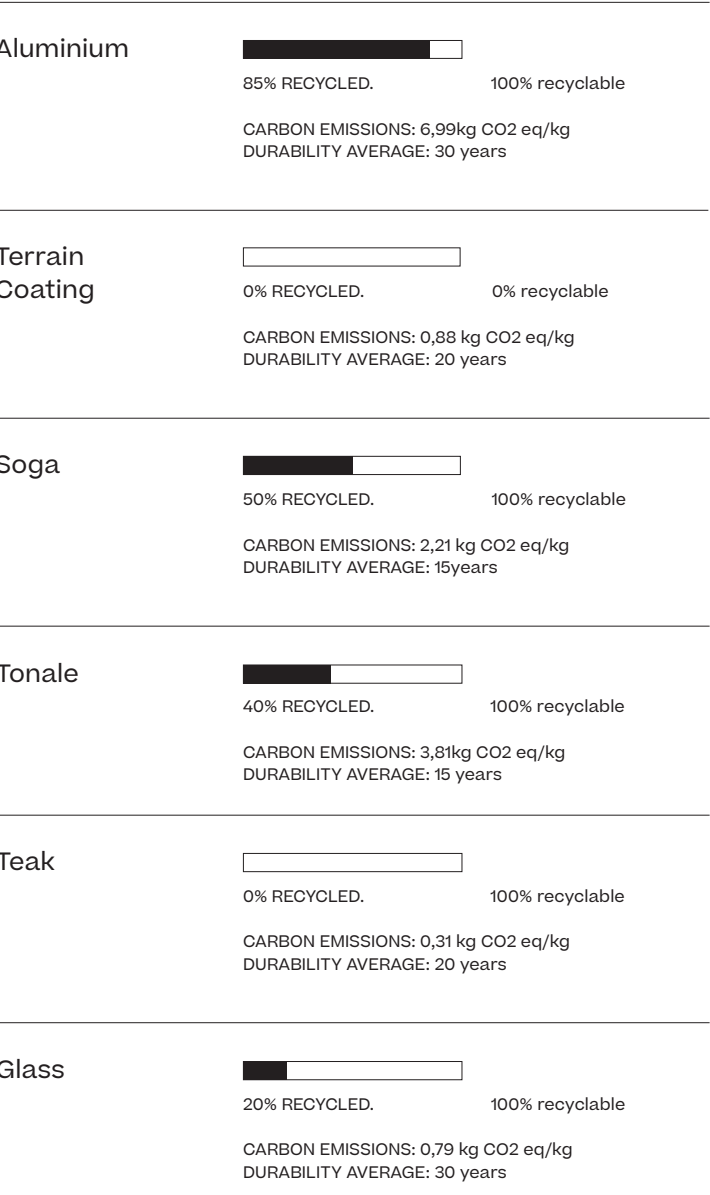 Aluminium
85% RECYCLED. 100% recyclable
CARBON EMISSIONS: 6,99kg CO2 eq/kg
DURABILITY AVERAGE: 30 years
Terrain
Coating
0% RECYCLED. 0% recyclable
CARBON EMISSIONS: 0,88 kg CO2 eq/kg
DURABILITY AVERAGE: 20 years
Soga
50% RECYCLED. 100% recyclable
CARBON EMISSIONS: 2,21 kg CO2 eq/kg
DURABILITY AVERAGE: 15years
Tonale
40% RECYCLED. 100% recyclable
CARBON EMISSIONS: 3,81kg CO2 eq/kg
DURABILITY AVERAGE: 15 years
Teak
0% RECYCLED. 100% recyclable
CARBON EMISSIONS: 0,31 kg CO2 eq/kg
DURABILITY AVERAGE: 20 years
Glass
20% RECYCLED. 100% recyclable
CARBON EMISSIONS: 0,79 kg CO2 eq/kg
DURABILITY AVERAGE: 30 years